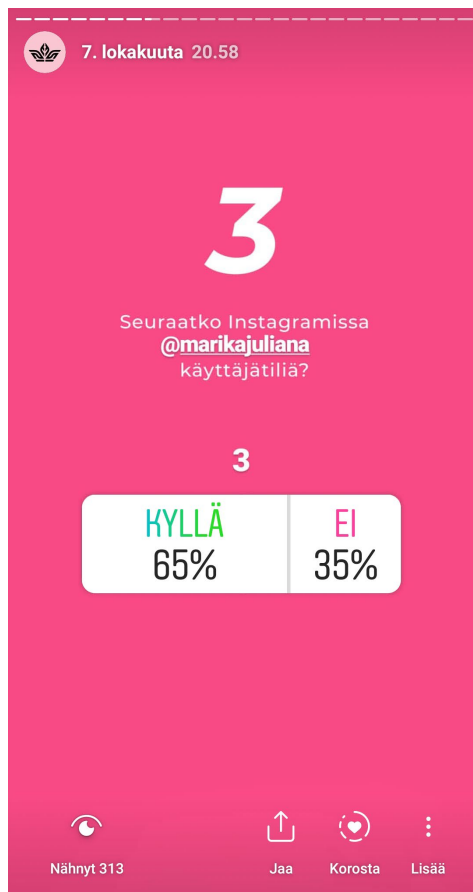 7. lokakuuta 20.58
3
Seuraatko Instagramissa
@marikajuliana
käyttäjätiliä?
3
KYLLÄ EI
65% 35%
Nähnyt 313 Jaa Korosta Lisää